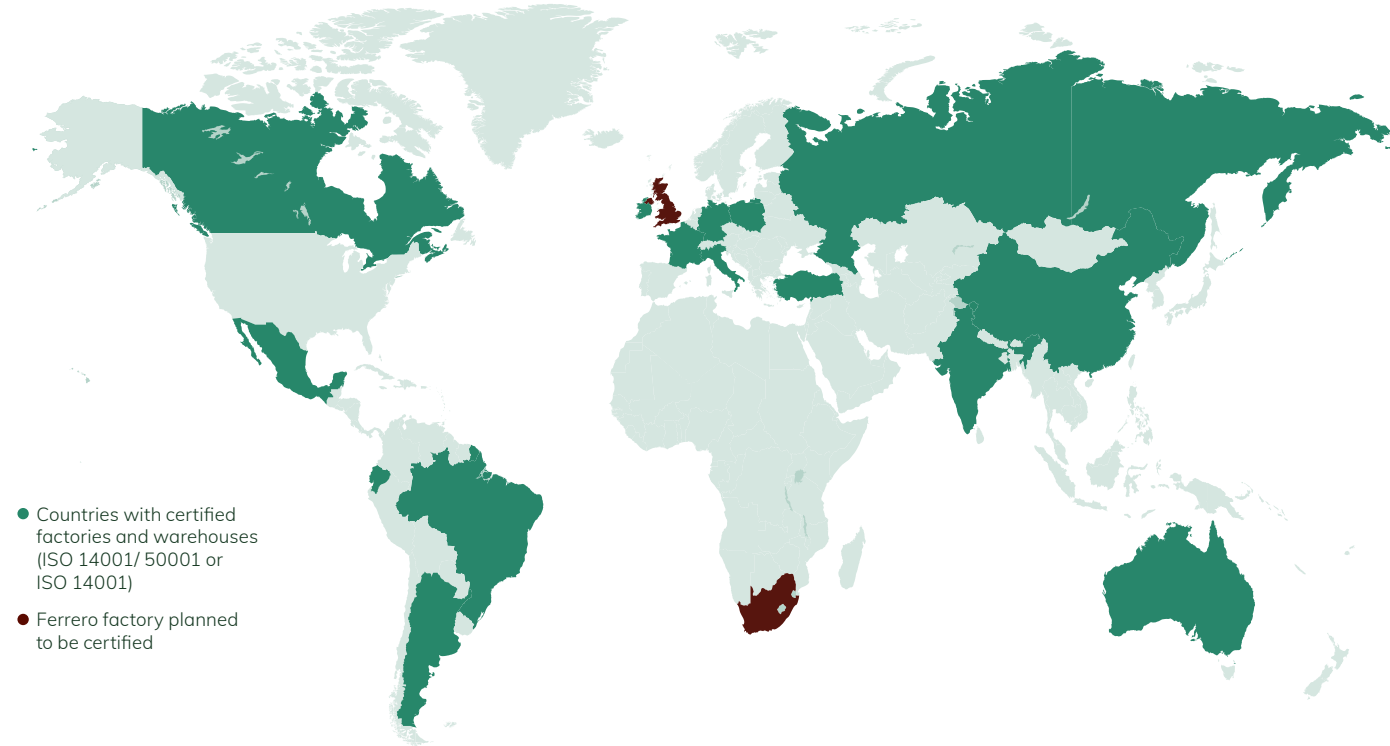 Countries with certified
factories and warehouses
(ISO 14001/ 50001 or
ISO 14001)
Ferrero factory planned
to be certified